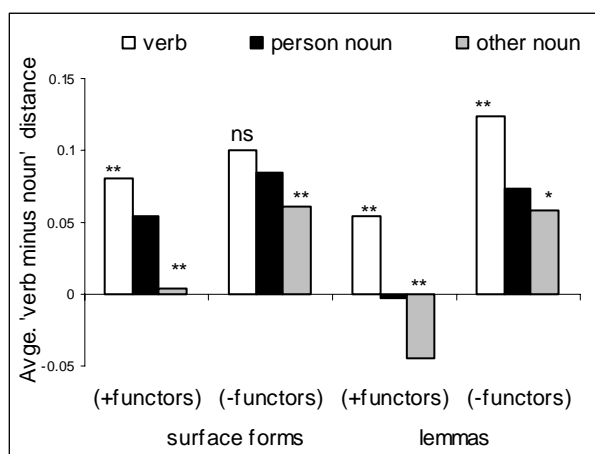 verb person noun other noun
Avge. 'verb minus noun' distance
0.15
0.1
0.05
0
-0.05
** ** ns ** ** ** ** *
(+functors) (-functors) (+functors) (-functors)
surface forms lemmas